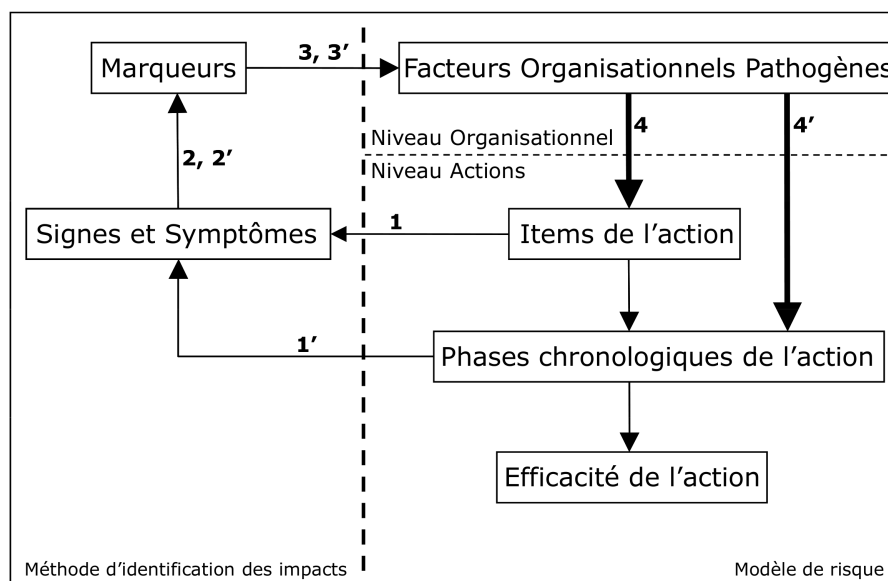 Marqueurs
3, 3’
Facteurs Organisationnels Pathogènes
4
4’
Niveau Organisationnel
2, 2’
Niveau Actions
Signes et Symptômes
1
Items de l’action
1’
Phases chronologiques de l’action
Efficacité de l’action
Méthode d’identification des impacts
Modèle de risque